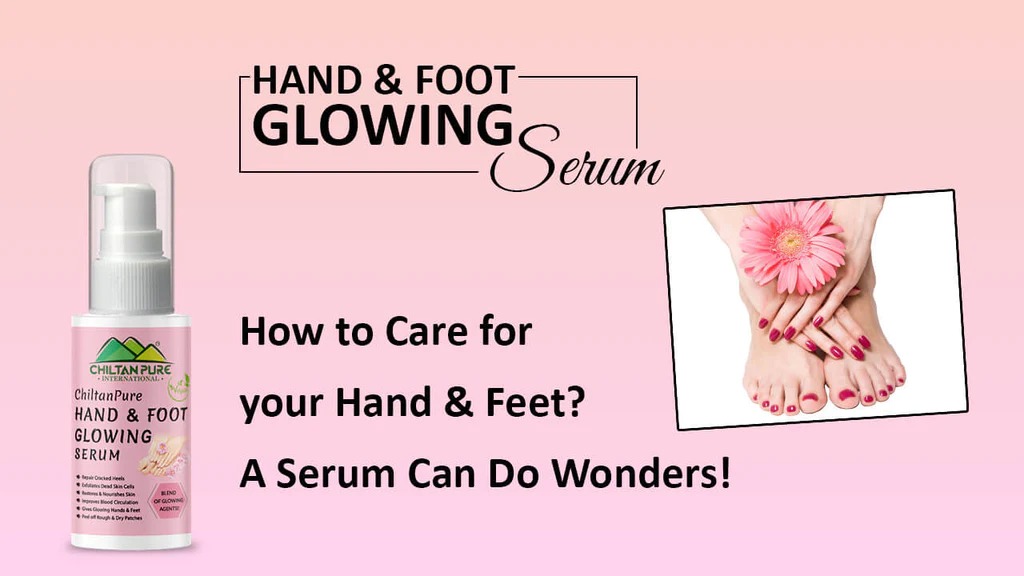 HAND & FOOT
GLOWING
Serum
How to Care for
your Hand & Feet?
A Serum Can Do Wonders!
CHILTAN PURE
• INTERNATIONAL •
ChiltanPure
HAND & FOOT
GLOWING
SERUM
Repair Cracked Heels
Exfoliates Dead Skin Cells
Restores & Nourishes Skin
Improves Blood Circulation
Gives Glowing Hands & Feet
Peel off Rough & Dry Patches
BLEND
OF GLOWING
AGENTS!